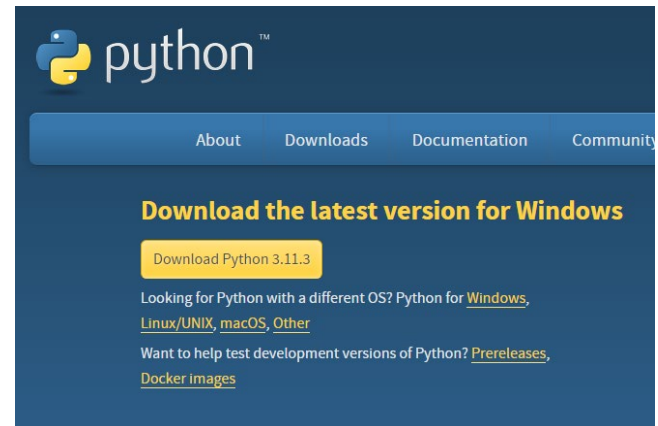 python™
About Downloads Documentation Community
Download the latest version for Windows
Download Python 3.11.3
Looking for Python with a different OS? Python for Windows,
Linux/UNIX, macOS, Other
Want to help test development versions of Python? Prereleases,
Docker images